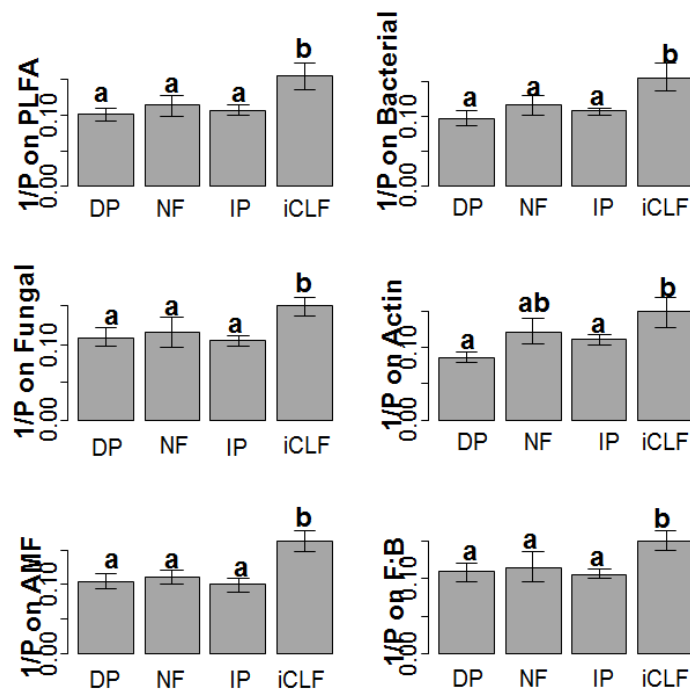 1/P on PLFA
0.00 0.10
a a a b
DP NF IP iCLF
1/P on Bacterial
0.00 0.10
a a a b
DP NF IP iCLF
1/P on Fungal
0.00 0.10
a a a b
DP NF IP iCLF
1/P on Actin
0.00 0.10
a ab a b
DP NF IP iCLF
1/P on AMF
0.00 0.10
a a a b
DP NF IP iCLF
1/P on F:B
0.00 0.10
a a a b
DP NF IP iCLF